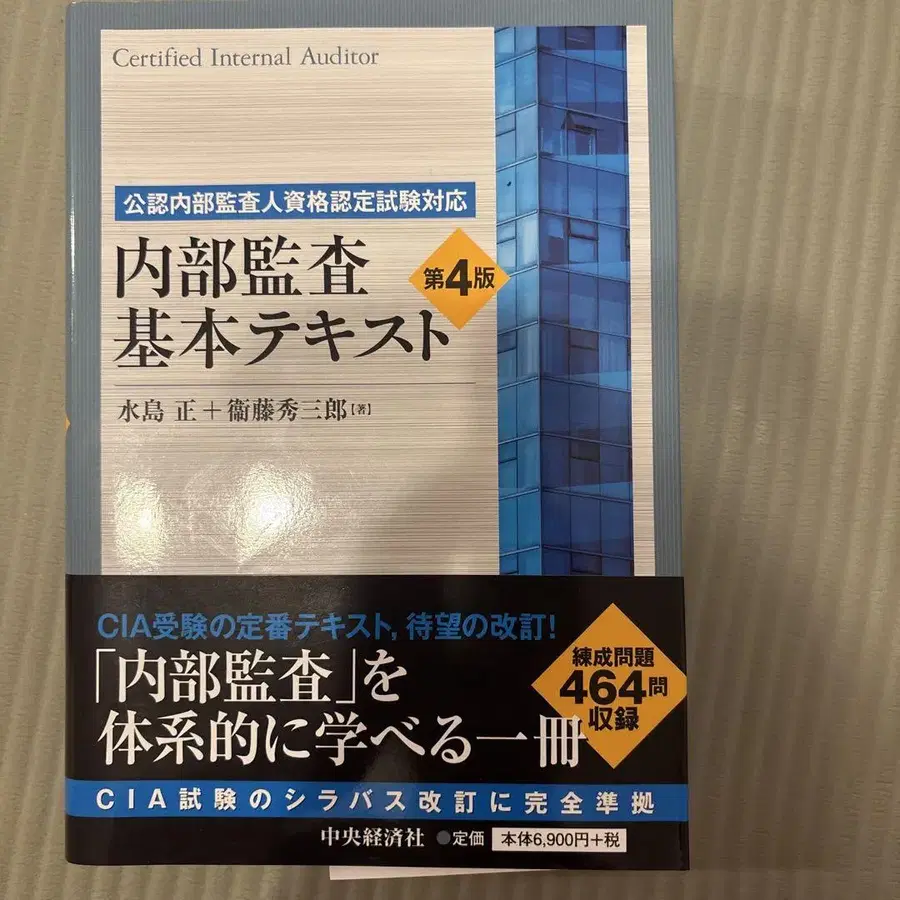 Certified Internal Auditor
公認内部監査人資格認定試験対応
内部監査
基本テキスト
第4版
水島 正＋衞藤秀三郎【著】
CIA受験の定番テキスト，待望の改訂！
「内部監査」を
体系的に学べる一冊
練成問題
464問
収録
CIA試験のシラバス改訂に完全準拠
中央経済社 ●定価 本体6,900円＋税